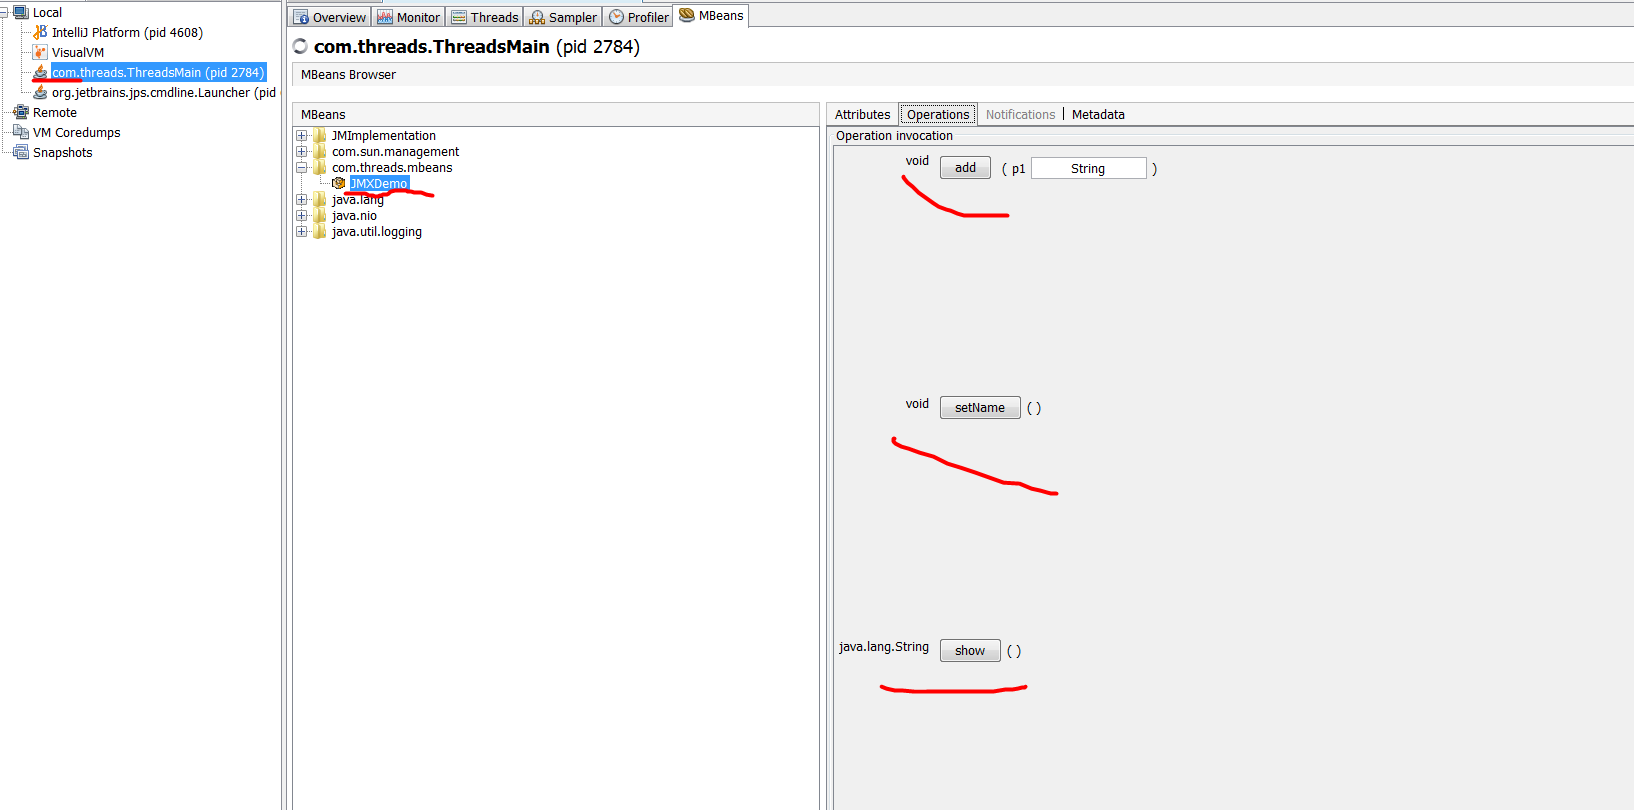 Local
IntelliJ Platform (pid 4608)
VisualVM
com.threads.ThreadsMain (pid 2784)
org.jetbrains.jps.cmdline.Launcher (pid
Remote
VM Coredumps
Snapshots
Overview Monitor Threads Sampler Profiler MBeans
com.threads.ThreadsMain (pid 2784)
MBeans Browser
MBeans
JMImplementation
com.sun.management
com.threads.mbeans
JMXDemo
java.lang
java.nio
java.util.logging
Attributes Operations Notifications Metadata
Operation invocation
void add ( p1 String )
void setName ( )
java.lang.String show ( )